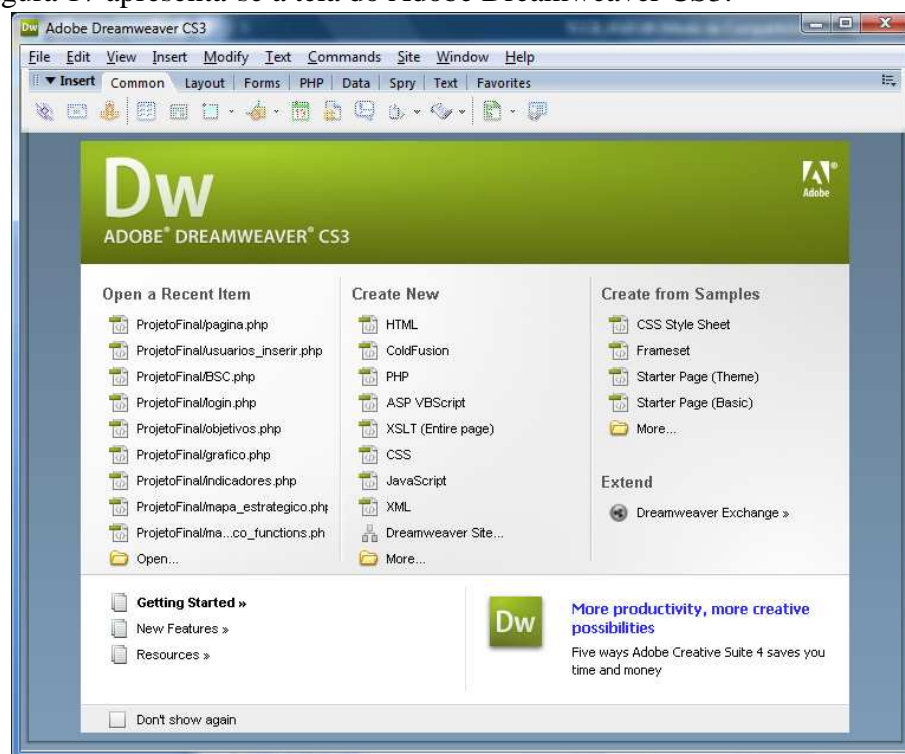 gura 17 apresenta-se a tela do Adobe Dreamweaver CS3.
Dw Adobe Dreamweaver CS3
File Edit View Insert Modify Text Commands Site Window Help
▼ Insert Common Layout Forms PHP Data Spry Text Favorites
Dw
Adobe
ADOBE® DREAMWEAVER® CS3
Open a Recent Item
ProjetoFinal/pagina.php
ProjetoFinal/usuarios_inserir.php
ProjetoFinal/BSC.php
ProjetoFinal/login.php
ProjetoFinal/objetivos.php
ProjetoFinal/grafico.php
ProjetoFinal/indicadores.php
ProjetoFinal/mapa_estrategico.php
ProjetoFinal/ma...co_functions.ph
Open...
Create New
HTML
ColdFusion
PHP
ASP VBScript
XSLT (Entire page)
CSS
JavaScript
XML
Dreamweaver Site...
More...
Create from Samples
CSS Style Sheet
Frameset
Starter Page (Theme)
Starter Page (Basic)
More...
Extend
Dreamweaver Exchange »
Getting Started »
New Features »
Resources »
Dw
More productivity, more creative
possibilities
Five ways Adobe Creative Suite 4 saves you
time and money
Don't show again